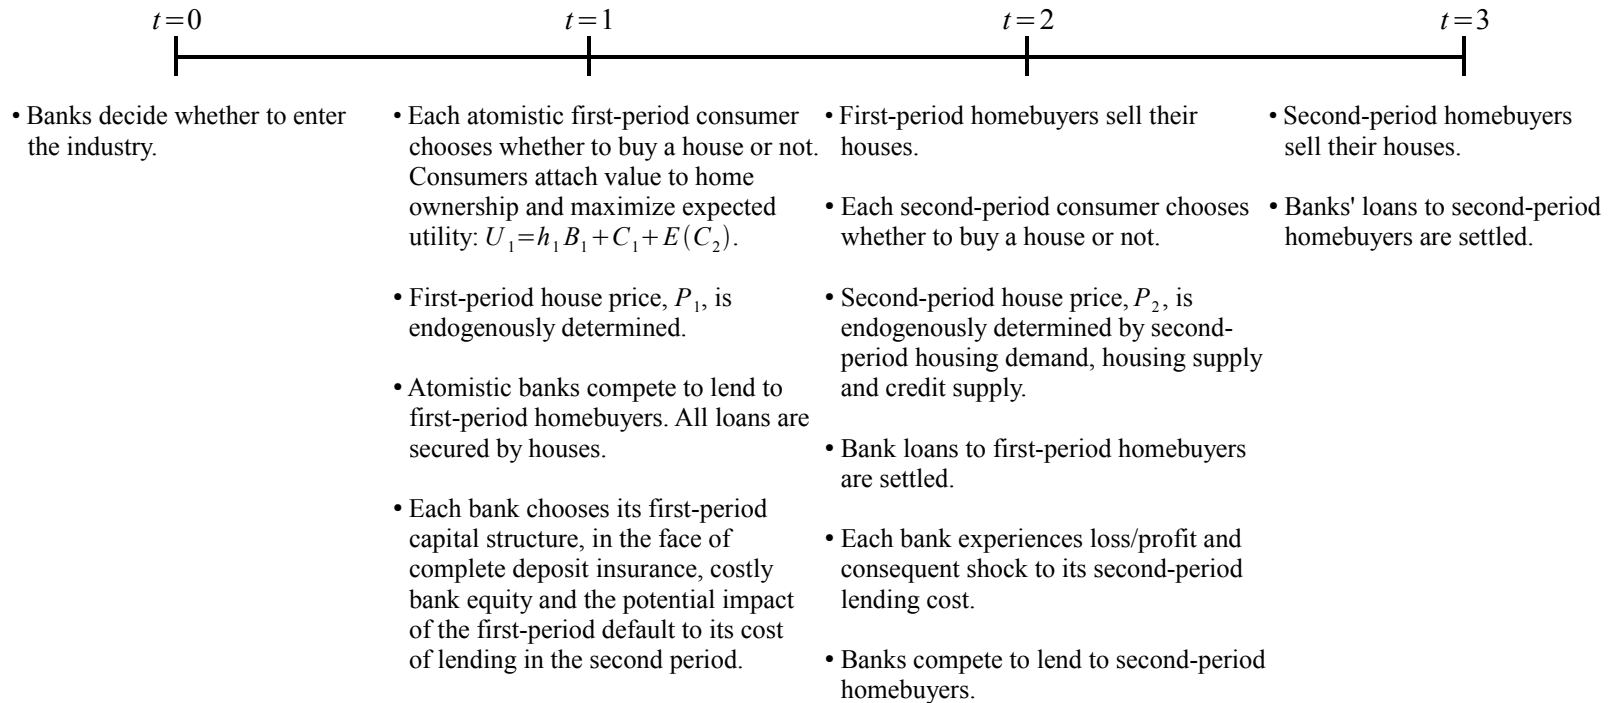 t=0
t=1
t=2
t=3
• Banks decide whether to enter
the industry.
• Each atomistic first-period consumer
chooses whether to buy a house or not.
Consumers attach value to home
ownership and maximize expected
utility: U₁=h₁B₁+C₁+E(C₂).
• First-period house price, P₁, is
endogenously determined.
• Atomistic banks compete to lend to
first-period homebuyers. All loans are
secured by houses.
• Each bank chooses its first-period
capital structure, in the face of
complete deposit insurance, costly
bank equity and the potential impact
of the first-period default to its cost
of lending in the second period.
• First-period homebuyers sell their
houses.
• Each second-period consumer chooses
whether to buy a house or not.
• Second-period house price, P₂, is
endogenously determined by second-
period housing demand, housing supply
and credit supply.
• Bank loans to first-period homebuyers
are settled.
• Each bank experiences loss/profit and
consequent shock to its second-period
lending cost.
• Banks compete to lend to second-period
homebuyers.
• Second-period homebuyers
sell their houses.
• Banks' loans to second-period
homebuyers are settled.